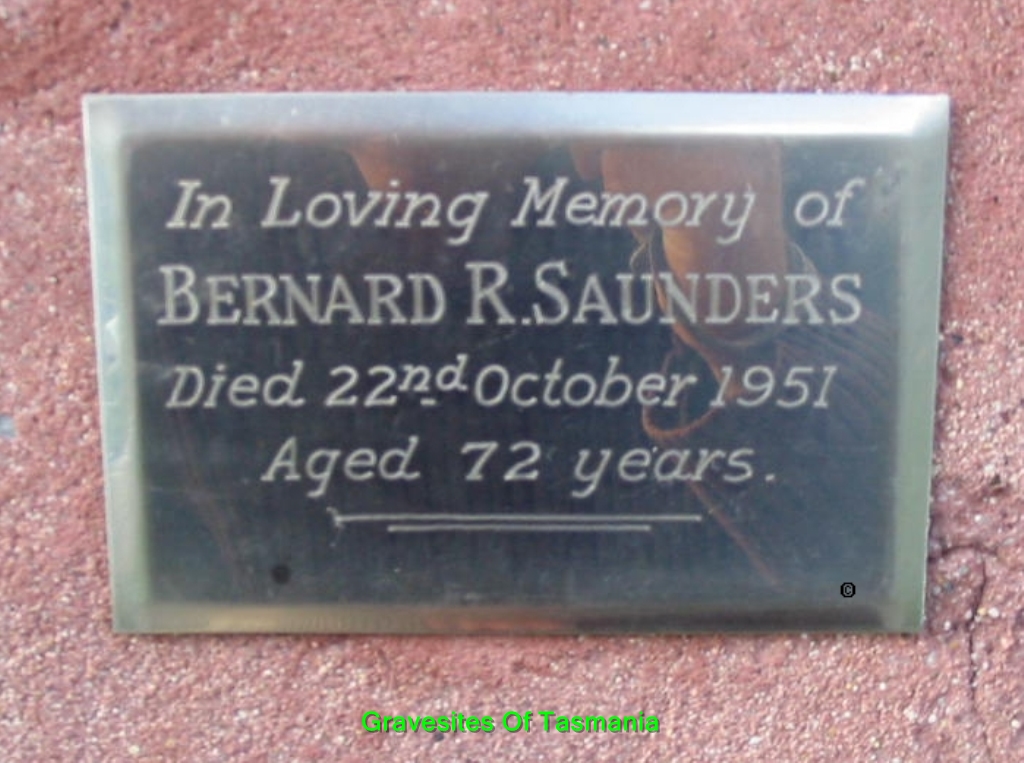 In Loving Memory of
BERNARD R. SAUNDERS
Died 22nd October 1951
Aged 72 years.
©
Gravesites Of Tasmania